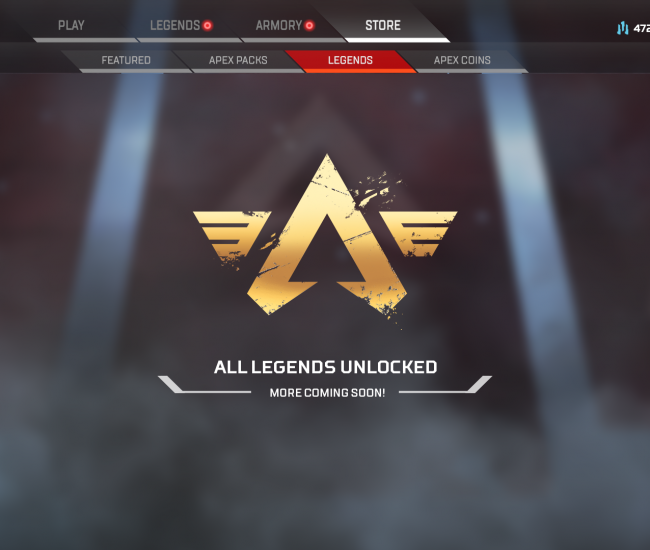 PLAY LEGENDS ARMORY STORE
FEATURED APEX PACKS LEGENDS APEX COINS
ALL LEGENDS UNLOCKED
MORE COMING SOON!